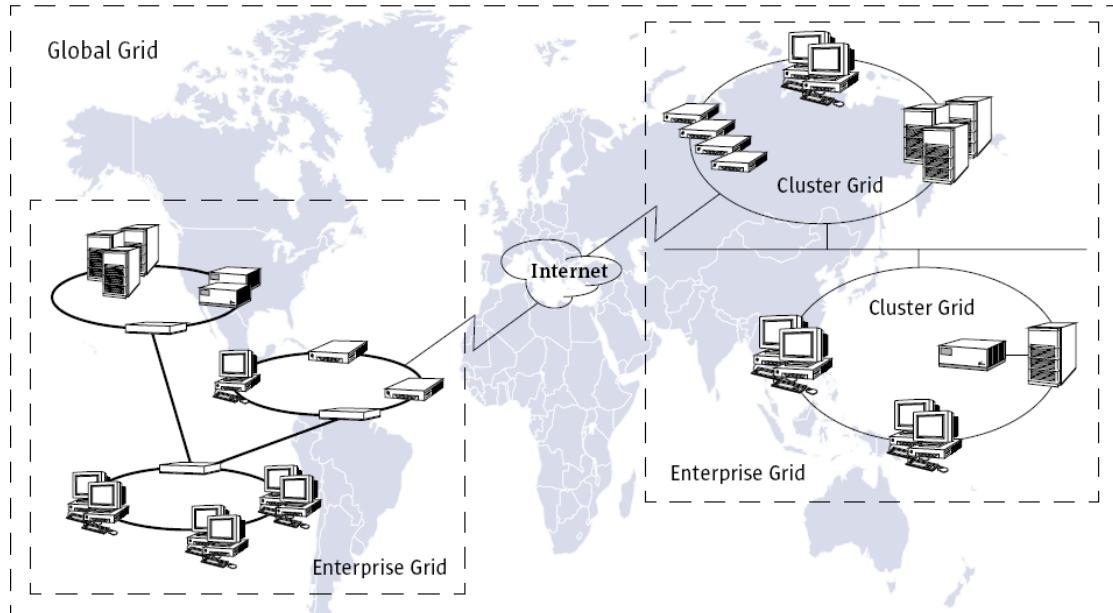 Global Grid
Cluster Grid
Internet
Cluster Grid
Enterprise Grid
Enterprise Grid